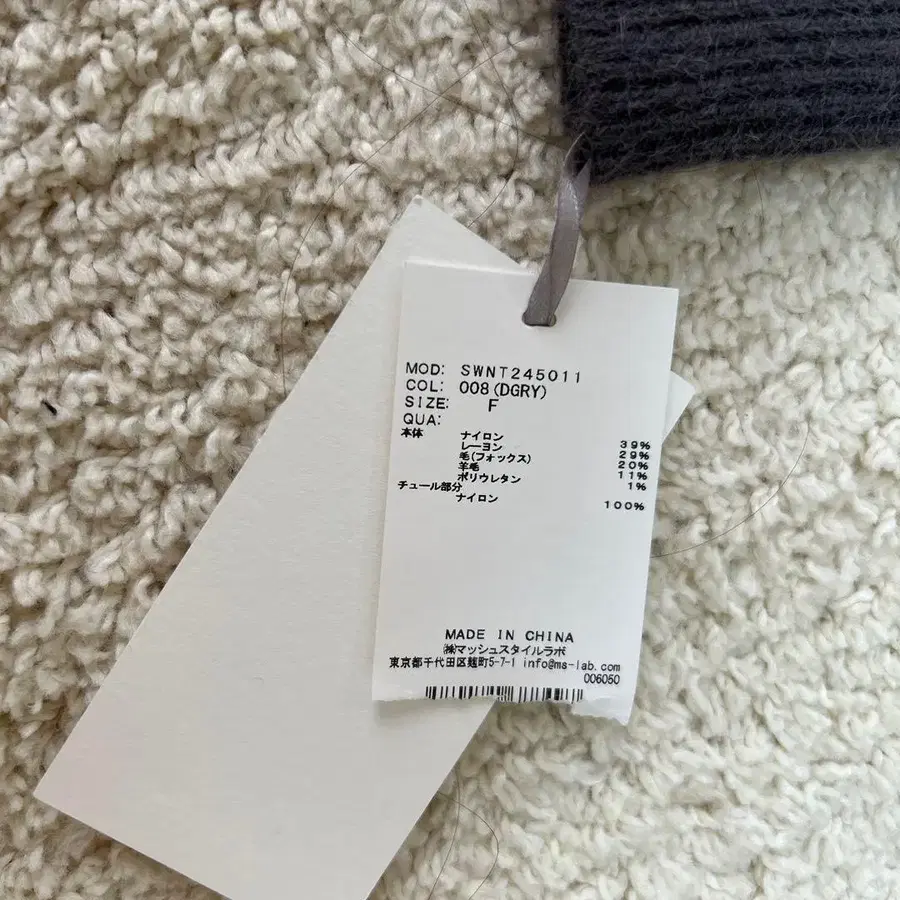 MOD: SWNT245011
COL: 008(DGRY)
SIZE: F
QUA:
本体 ナイロン 39%
レーヨン 29%
毛(フォックス) 20%
羊毛 11%
ポリウレタン 1%
チュール部分
ナイロン 100%
MADE IN CHINA
㈱マッシュスタイルラボ
東京都千代田区麹町5-7-1 info@ms-lab.com
006050